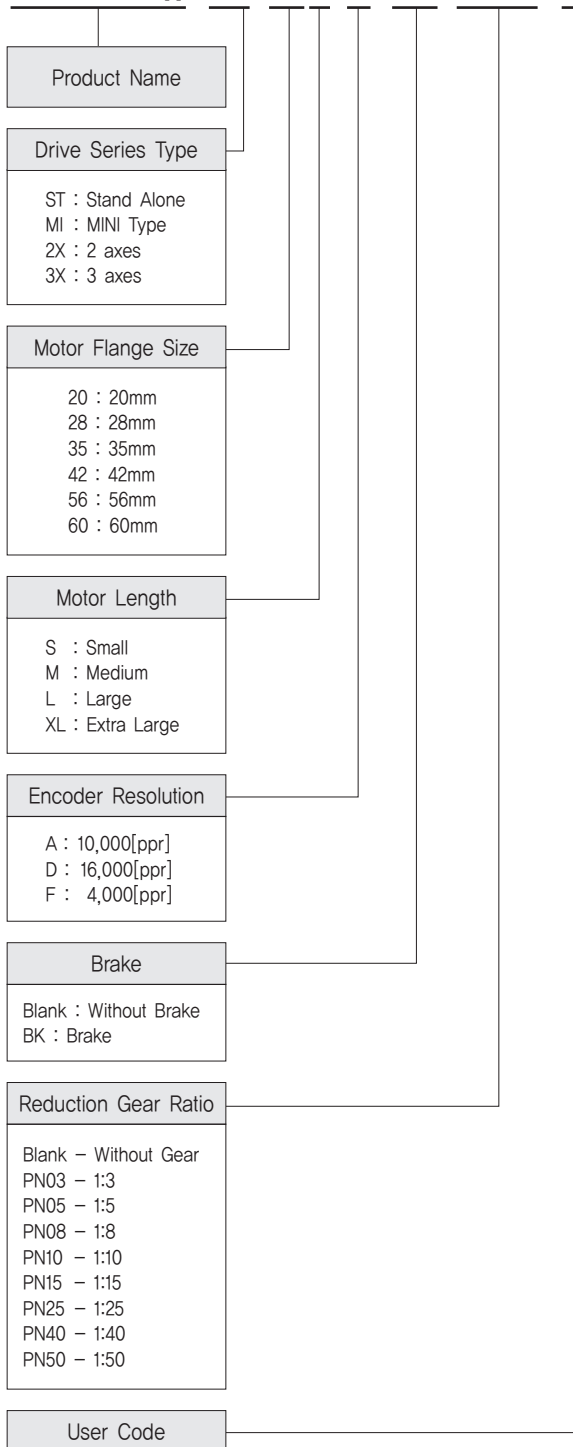 Product Name
Drive Series Type
ST : Stand Alone
MI : MINI Type
2X : 2 axes
3X : 3 axes
Motor Flange Size
20 : 20mm
28 : 28mm
35 : 35mm
42 : 42mm
56 : 56mm
60 : 60mm
Motor Length
S : Small
M : Medium
L : Large
XL : Extra Large
Encoder Resolution
A : 10,000[ppr]
D : 16,000[ppr]
F : 4,000[ppr]
Brake
Blank : Without Brake
BK : Brake
Reduction Gear Ratio
Blank – Without Gear
PN03 – 1:3
PN05 – 1:5
PN08 – 1:8
PN10 – 1:10
PN15 – 1:15
PN25 – 1:25
PN40 – 1:40
PN50 – 1:50
User Code